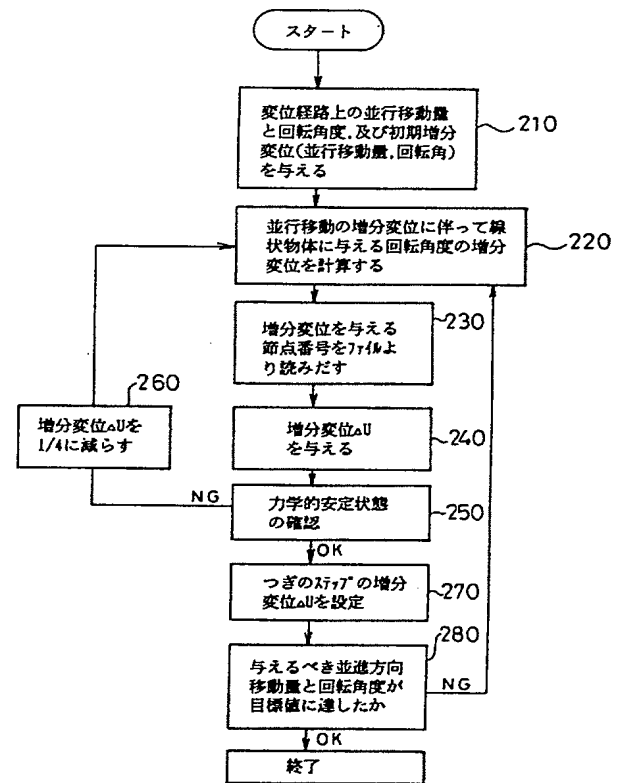 スタート
変位経路上の並行移動量
と回転角度,及び初期増分
変位(並行移動量,回転角)
を与える
210
並行移動の増分変位に伴って線
状物体に与える回転角度の増分
変位を計算する
220
増分変位を与える
節点番号をファイルよ
り読みだす
230
260
増分変位△Uを
1/4に減らす
増分変位△U
を与える
240
NG
力学的安定状態
の確認
250
OK
つぎのステップの増分
変位△Uを設定
270
280
与えるべき並進方向
移動量と回転角度が
目標値に達したか
NG
OK
終了